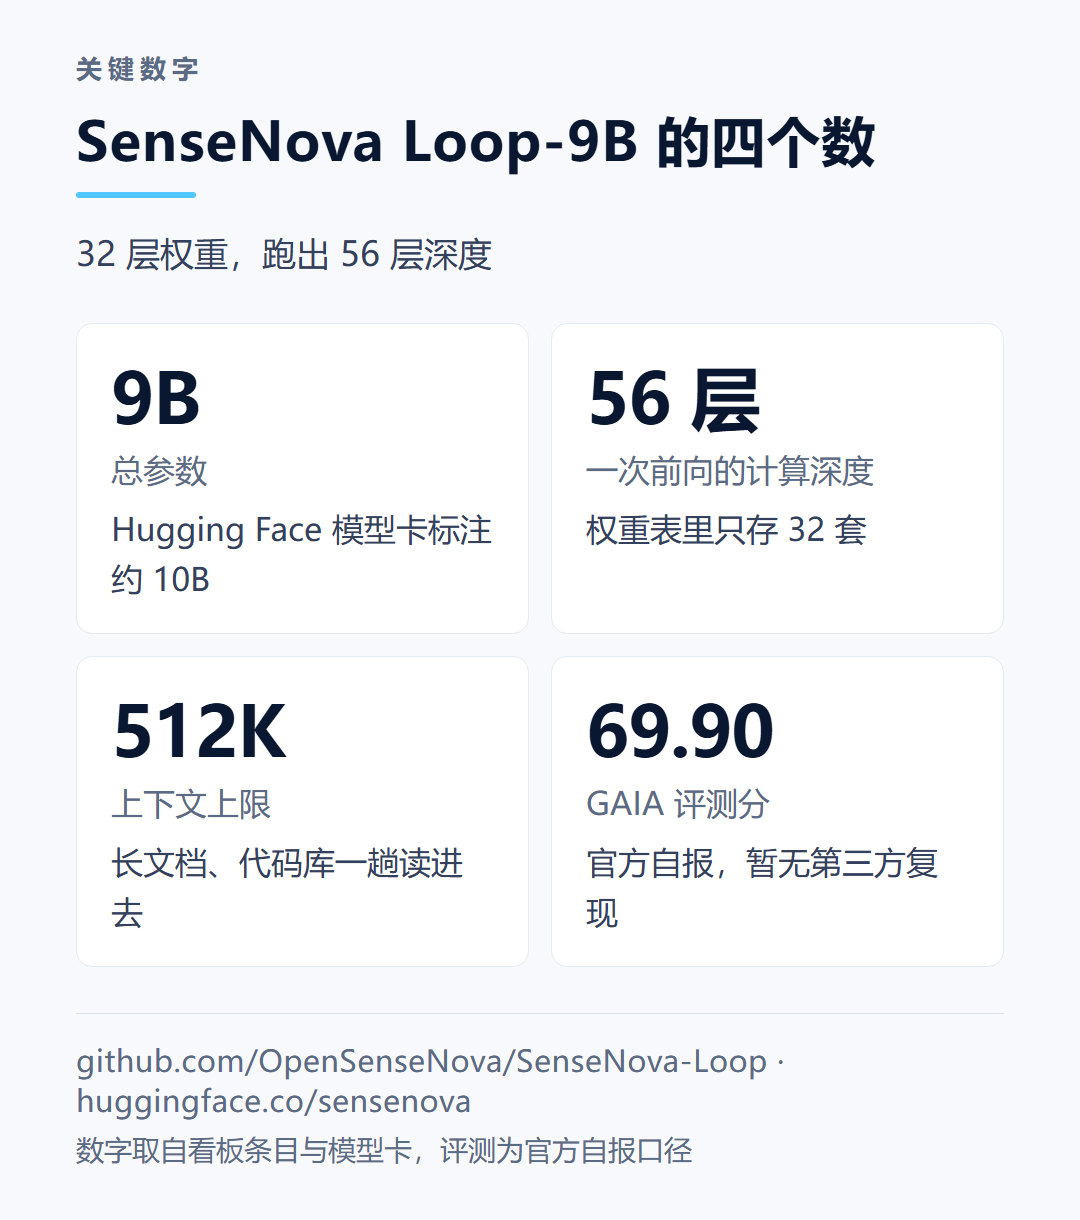 关键数字
SenseNova Loop-9B 的四个数
32 层权重，跑出 56 层深度
9B
总参数
Hugging Face 模型卡标注
约 10B
56 层
一次前向的计算深度
权重表里只存 32 套
512K
上下文上限
长文档、代码库一趟读进
去
69.90
GAIA 评测分
官方自报，暂无第三方复
现
github.com/OpenSenseNova/SenseNova-Loop ·
huggingface.co/sensenova
数字取自看板条目与模型卡，评测为官方自报口径